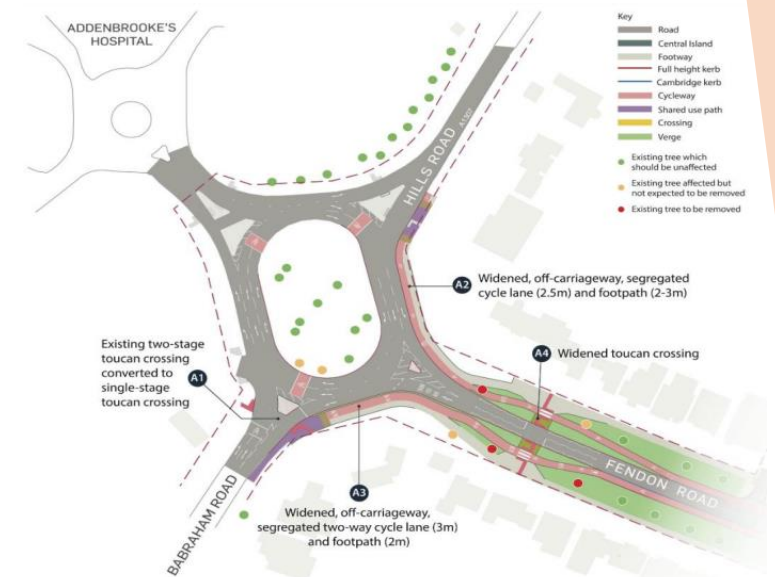 ADDENBROOKE'S
HOSPITAL
Key
Road
Central Island
Footway
Full height kerb
Cambridge kerb
Cycleway
Shared use path
Crossing
Verge
Existing tree which
should be unaffected
Existing tree affected but
not expected to be removed
Existing tree to be removed
HILLS ROAD
A1307
A2
Widened, off-carriageway, segregated
cycle lane (2.5m) and footpath (2-3m)
A4
Widened toucan crossing
Existing two-stage
toucan crossing
converted to
single-stage
toucan crossing
A1
FENDON ROAD
BABRAHAM ROAD
A3
Widened, off-carriageway,
segregated two-way cycle lane (3m)
and footpath (2m)